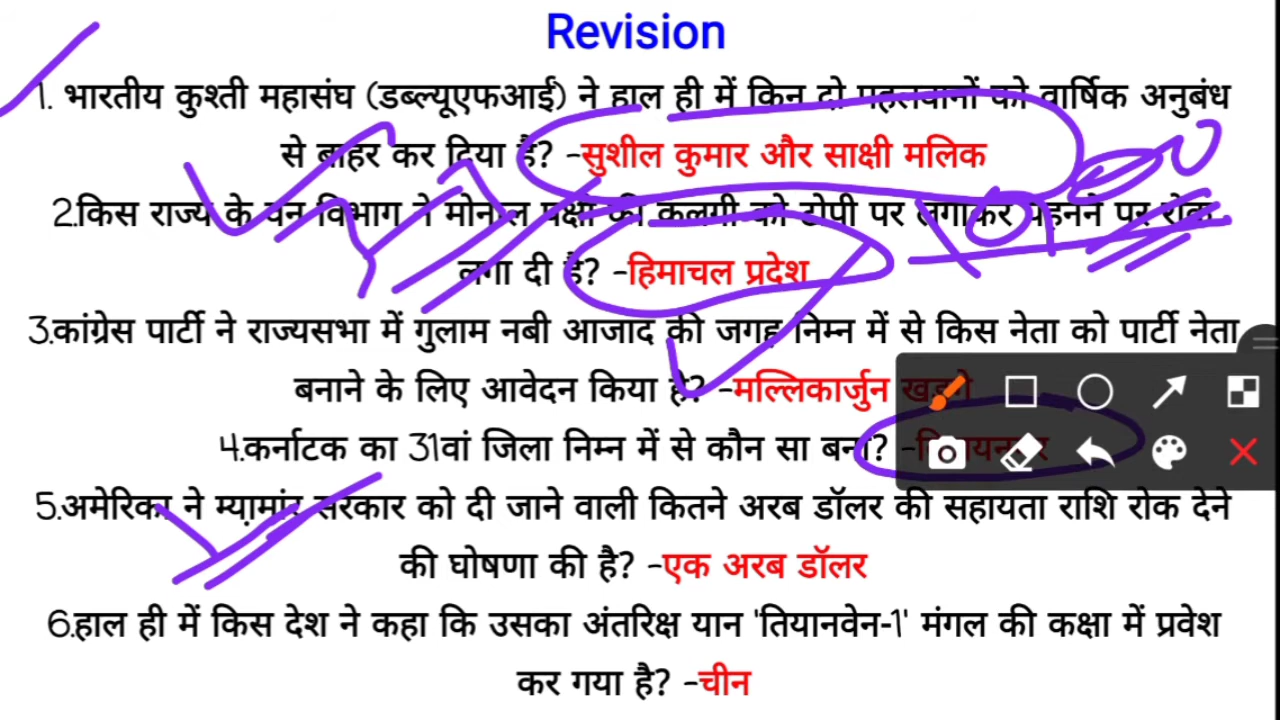 Revision
1. भारतीय कुश्ती महासंघ (डब्ल्यूएफआई) ने हाल ही में किन दो पहलवानों को वार्षिक अनुबंध
से बाहर कर दिया है? -सुशील कुमार और साक्षी मलिक
2.किस राज्य के वन विभाग ने मोनाल पक्षी की कलगी को टोपी पर लगाकर पहनने पर रोक
लगा दी है? -हिमाचल प्रदेश
3.कांग्रेस पार्टी ने राज्यसभा में गुलाम नबी आजाद की जगह निम्न में से किस नेता को पार्टी नेता
बनाने के लिए आवेदन किया है? -मल्लिकार्जुन खड़गे
4.कर्नाटक का 31वां जिला निम्न में से कौन सा बना? -
5.अमेरिका ने म्यामांर सरकार को दी जाने वाली कितने अरब डॉलर की सहायता राशि रोक देने
की घोषणा की है? -एक अरब डॉलर
6.हाल ही में किस देश ने कहा कि उसका अंतरिक्ष यान 'तियानवेन-1' मंगल की कक्षा में प्रवेश
कर गया है? -चीन